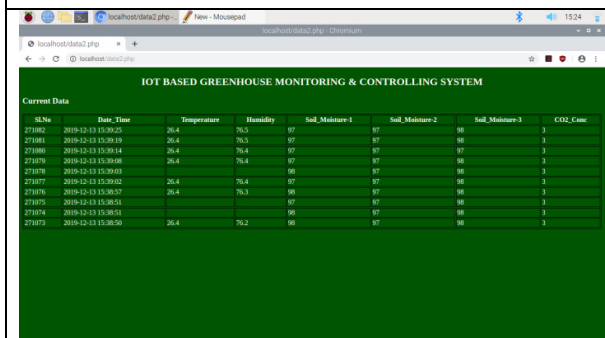 localhost/data2.php -... New - Mousepad 15:24
localhost/data2.php - Chromium
localhost/data2.php × +
localhost/data2.php
IOT BASED GREENHOUSE MONITORING & CONTROLLING SYSTEM
Current Data
Sl.No Date_Time Temperature Humidity Soil_Moisture-1 Soil_Moisture-2 Soil_Moisture-3 CO2_Conc
271082 2019-12-13 15:39:25 26.4 76.5 97 97 98 3
271081 2019-12-13 15:39:19 26.4 76.5 97 97 98 3
271080 2019-12-13 15:39:14 26.4 76.4 97 97 98 3
271079 2019-12-13 15:39:08 26.4 76.4 97 97 98 3
271078 2019-12-13 15:39:03 98 97 98 3
271077 2019-12-13 15:39:02 26.4 76.4 97 97 98 3
271076 2019-12-13 15:38:57 26.4 76.3 98 97 98 3
271075 2019-12-13 15:38:51 97 97 98 3
271074 2019-12-13 15:38:51 98 97 98 3
271073 2019-12-13 15:38:50 26.4 76.2 98 97 98 3